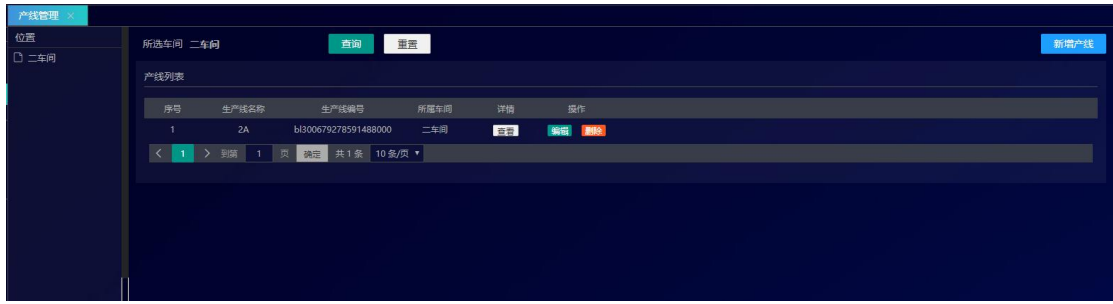 产线管理 ×
位置
二车间
所选车间 二车间 查询 重置 新增产线
产线列表
序号 生产线名称 生产线编号 所属车间 详情 操作
1 2A bl300679278591488000 二车间 查看 编辑 删除
< 1 > 到第 1 页 确定 共 1 条 10 条/页